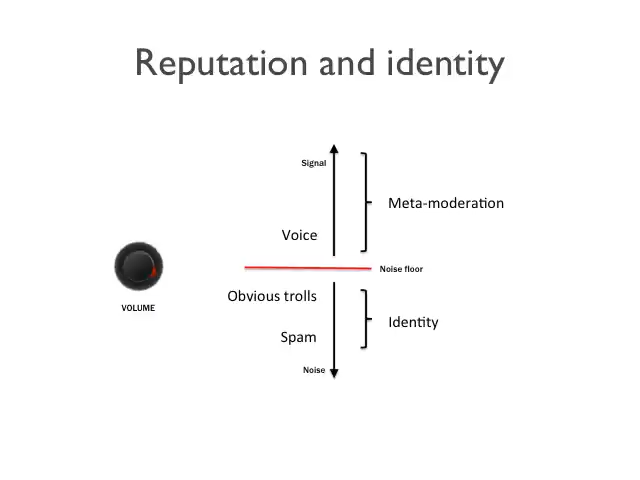 Reputation and identity
Signal
Meta-moderation
Voice
Noise floor
Obvious trolls
VOLUME
Identity
Spam
Noise